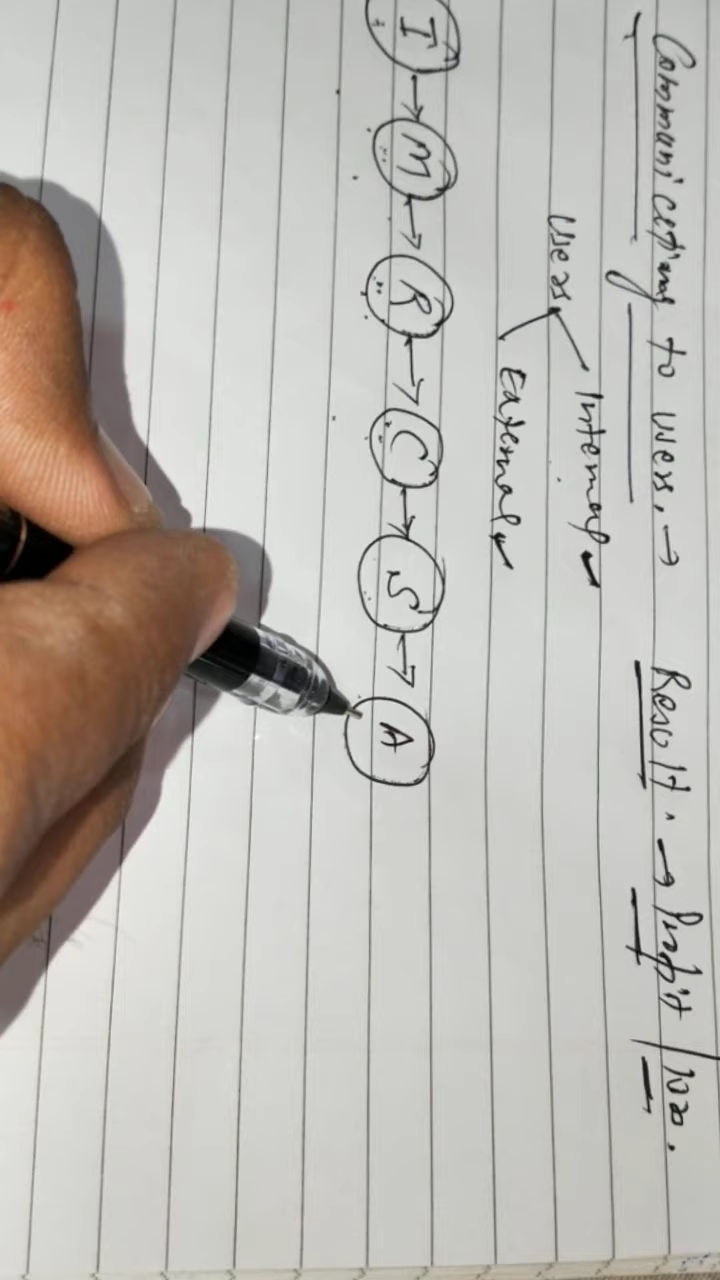 Communicating to users. → Result. → Profit / loss.
Users
Internal
External
I → M → R → C → S → A